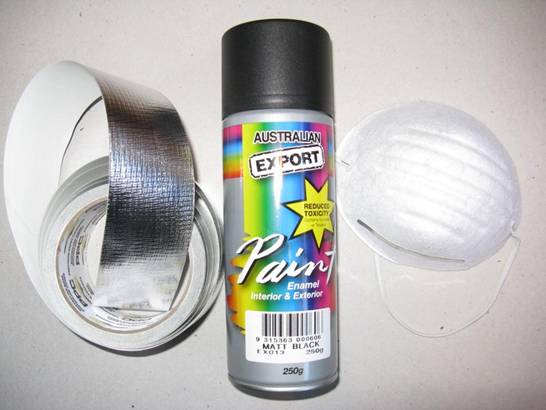 AUSTRALIAN
EXPORT
REDUCED
TOXICITY
Paint
Enamel
Interior & Exterior
9 315363 000606
MATT BLACK
EX013 250g
250g